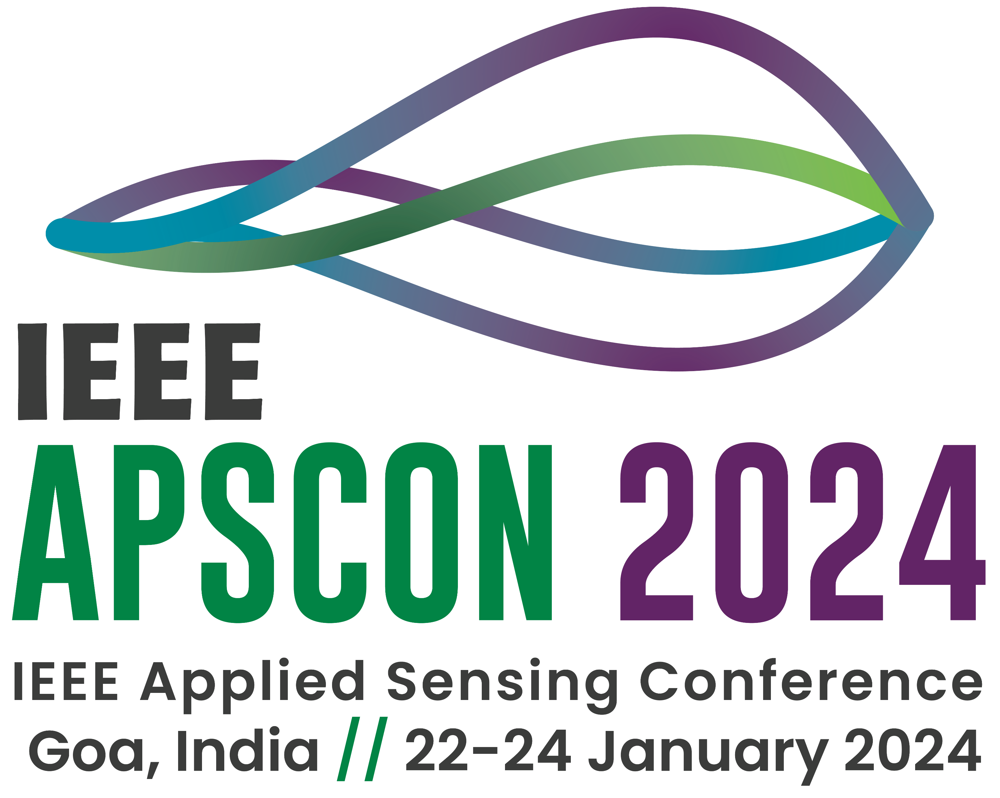 IEEE
APSCON 2024
IEEE Applied Sensing Conference
Goa, India // 22-24 January 2024